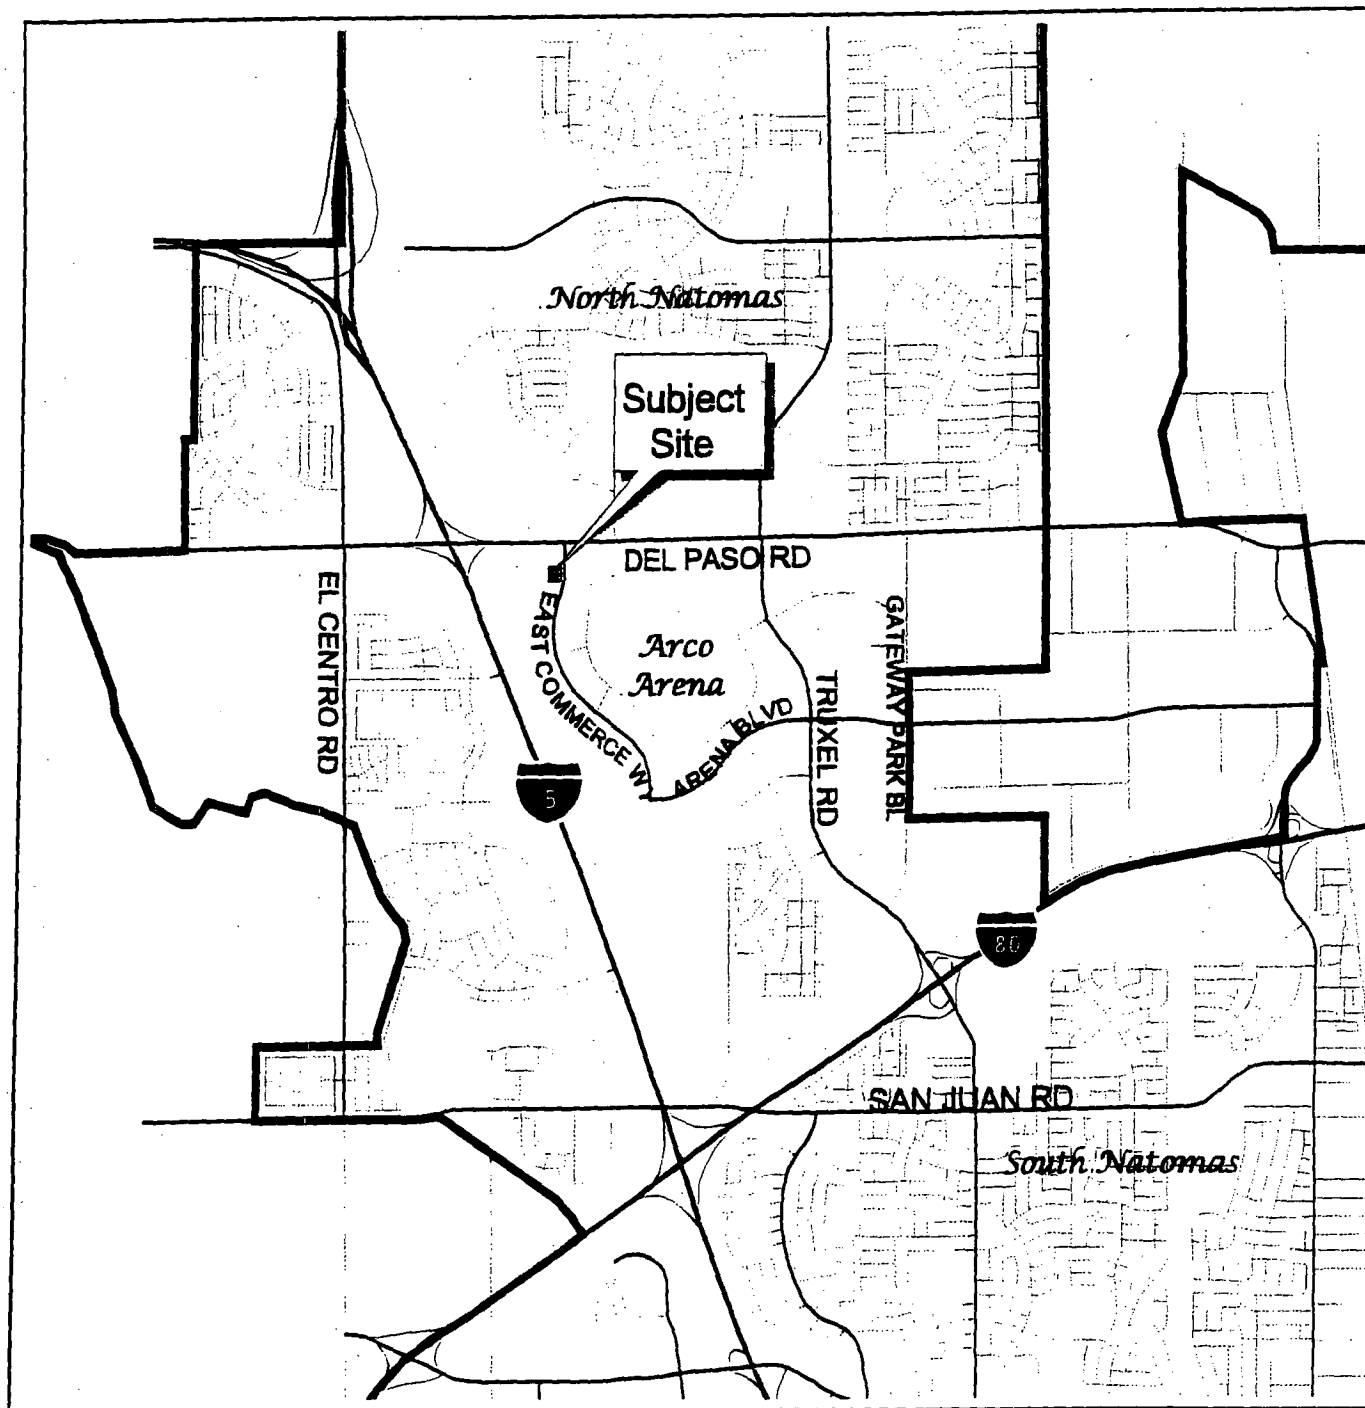 North Natomas
Subject
Site
DEL PASO RD
EL CENTRO RD
EAST COMMERCE WY
Arco
Arena
GATEWAY PARK BL
TRUXEL RD
ARENA BLVD
5
80
SAN JUAN RD
South Natomas